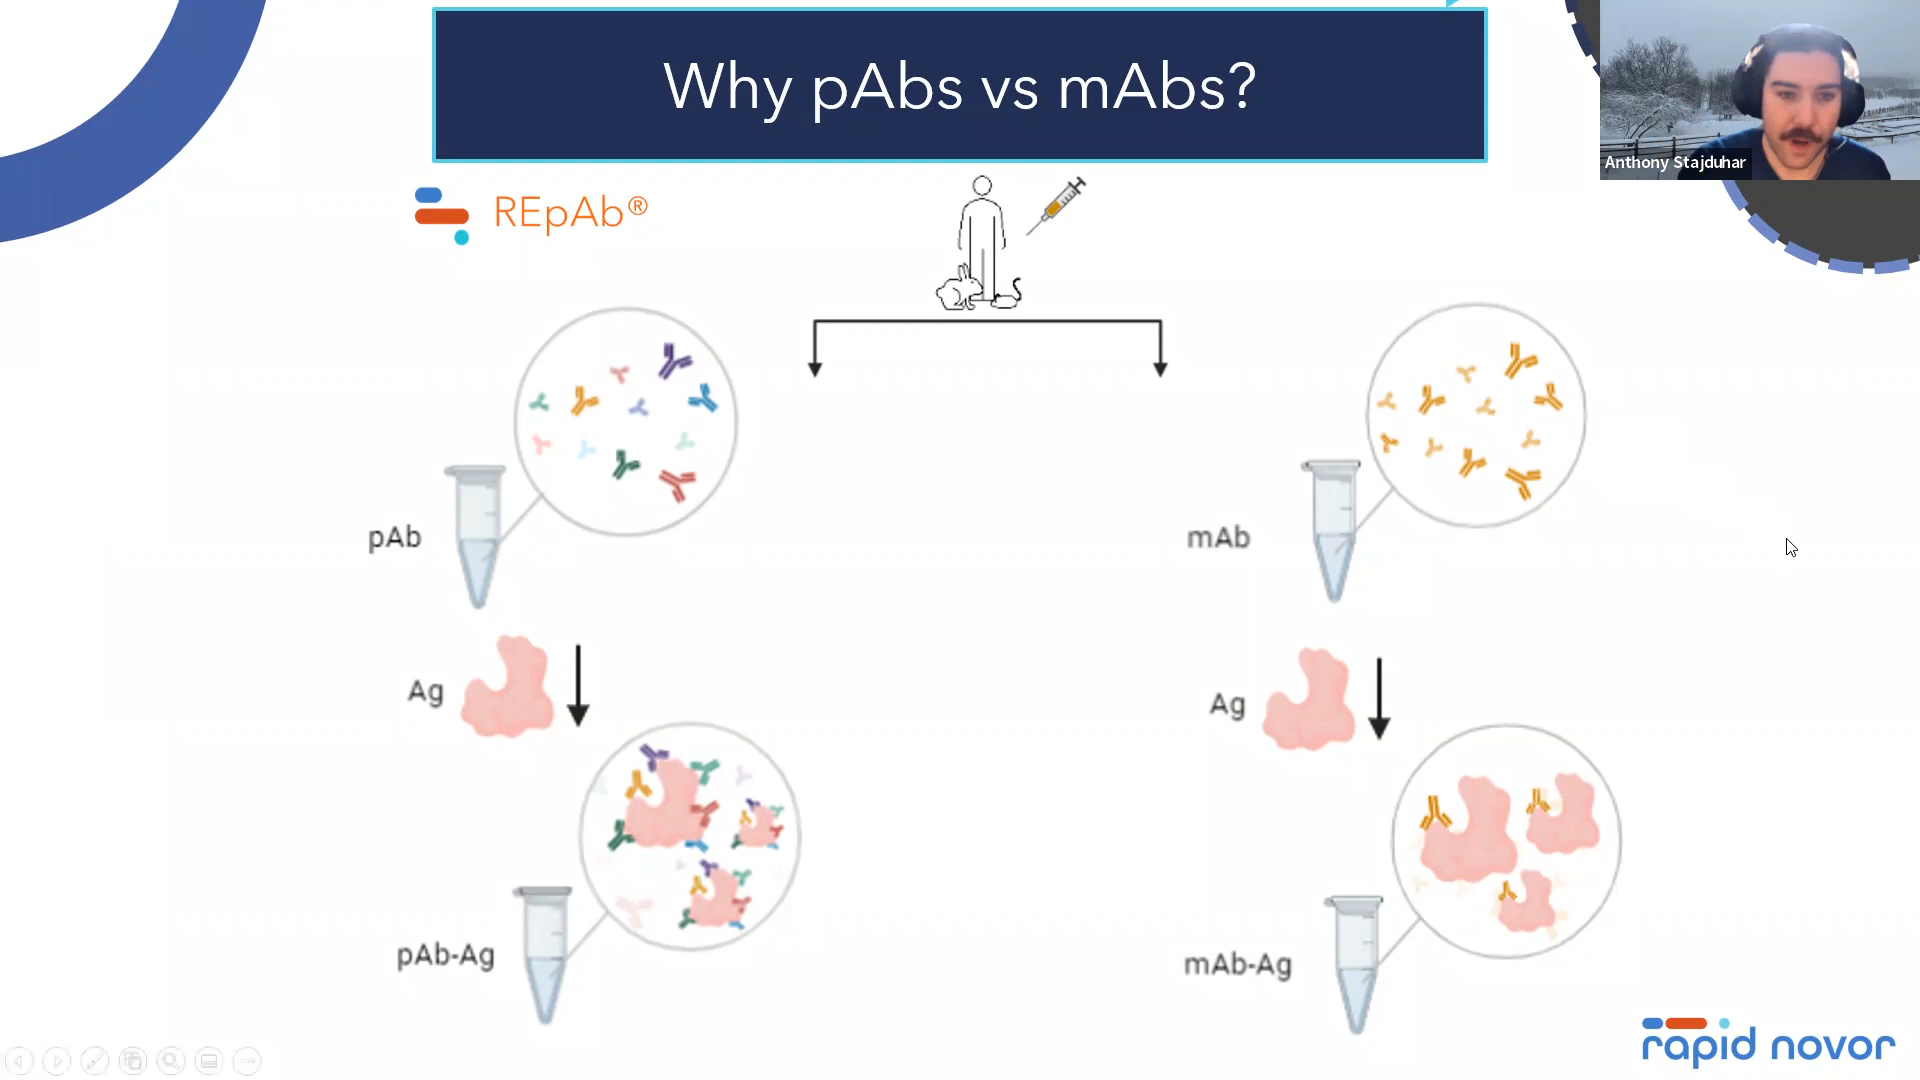 Why pAbs vs mAbs?
Anthony Stajduhar
REpAb®
pAb
mAb
Ag
Ag
pAb-Ag
mAb-Ag
rapid novor